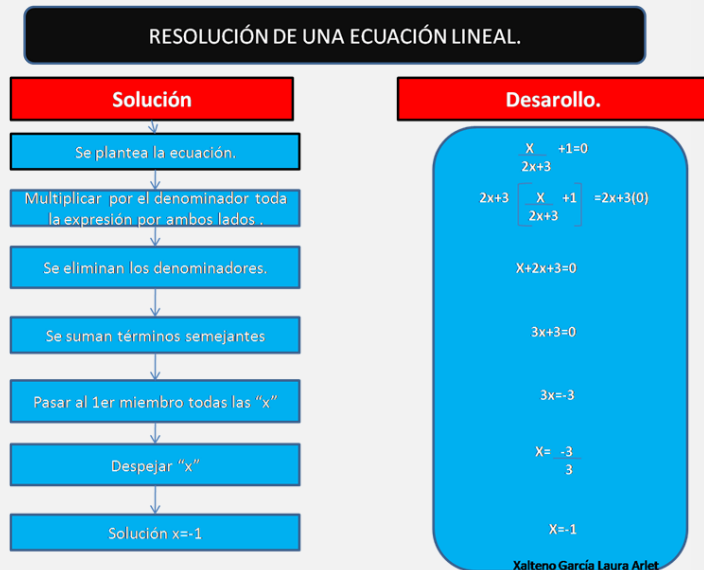 RESOLUCIÓN DE UNA ECUACIÓN LINEAL.
Solución
Se plantea la ecuación.
Multiplicar por el denominador toda
la expresión por ambos lados .
Se eliminan los denominadores.
Se suman términos semejantes
Pasar al 1er miembro todas las “x”
Despejar “x”
Solución x=-1
Desarollo.
X +1=0
2x+3
2x+3 [ X +1 ] =2x+3(0)
2x+3
X+2x+3=0
3x+3=0
3x=-3
X= -3
3
X=-1
Xalteno García Laura Arlet